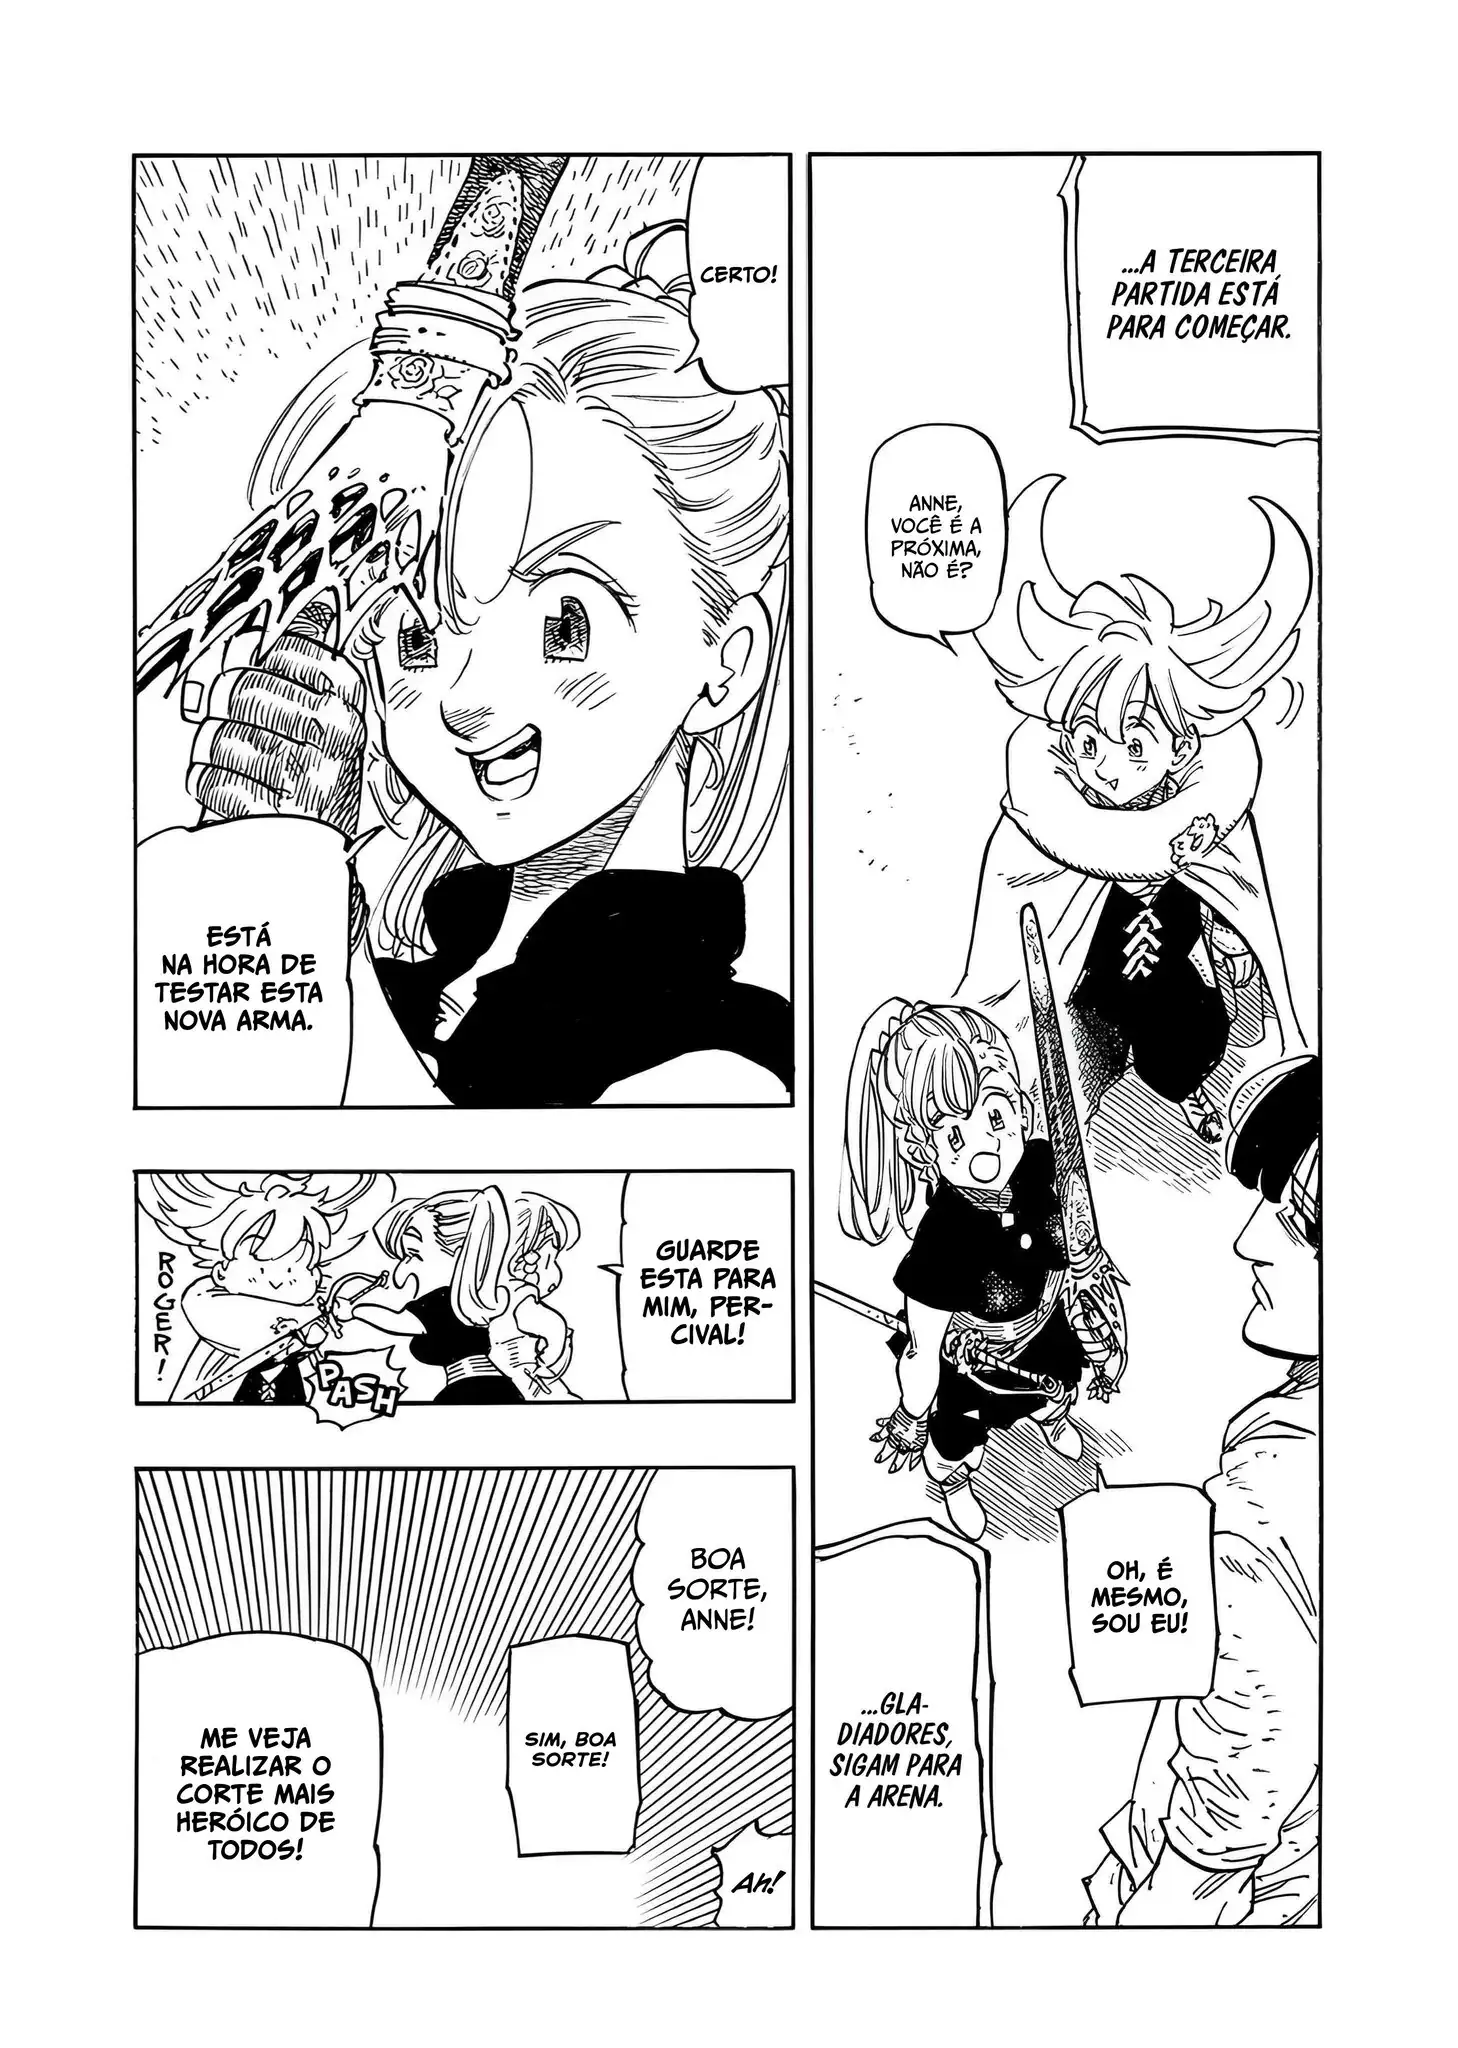 ...A TERCEIRA
PARTIDA ESTÁ
PARA COMEÇAR.
ANNE,
VOCÊ É A
PRÓXIMA,
NÃO É?
OH, É
MESMO,
SOU EU!
...GLA-
DIADORES,
SIGAM PARA
A ARENA.
CERTO!
ESTÁ
NA HORA DE
TESTAR ESTA
NOVA ARMA.
GUARDE
ESTA PARA
MIM, PER-
CIVAL!
PASH
ROGER!
BOA
SORTE,
ANNE!
SIM, BOA
SORTE!
Ah!
ME VEJA
REALIZAR O
CORTE MAIS
HERÓICO DE
TODOS!